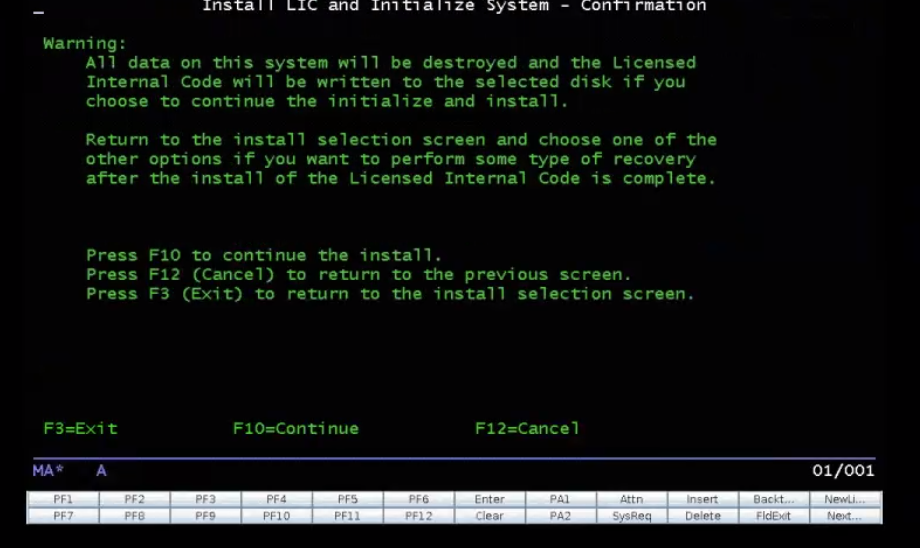 Install LIC and Initialize System - Confirmation
Warning:
All data on this system will be destroyed and the Licensed
Internal Code will be written to the selected disk if you
choose to continue the initialize and install.
Return to the install selection screen and choose one of the
other options if you want to perform some type of recovery
after the install of the Licensed Internal Code is complete.
Press F10 to continue the install.
Press F12 (Cancel) to return to the previous screen.
Press F3 (Exit) to return to the install selection screen.
F3=Exit F10=Continue F12=Cancel
MA* A 01/001
PF1 PF2 PF3 PF4 PF5 PF6 Enter PA1 Attn Insert Backt... NewLi...
PF7 PF8 PF9 PF10 PF11 PF12 Clear PA2 SysReq Delete FldExit Next...